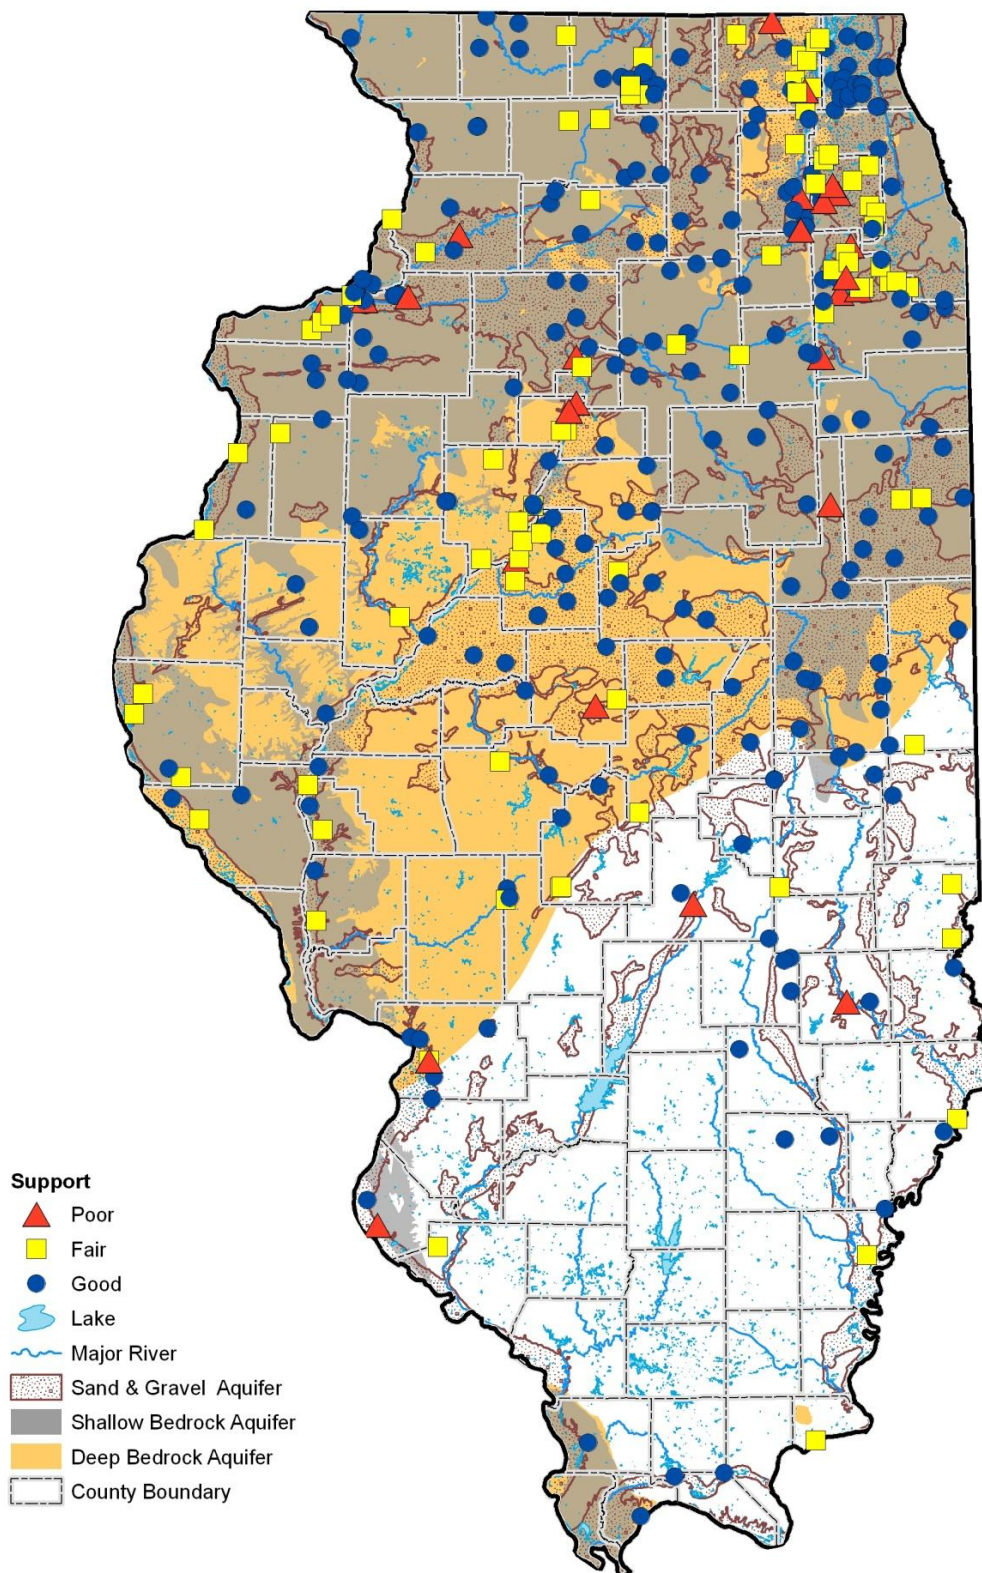 Support
Poor
Fair
Good
Lake
Major River
Sand & Gravel Aquifer
Shallow Bedrock Aquifer
Deep Bedrock Aquifer
County Boundary